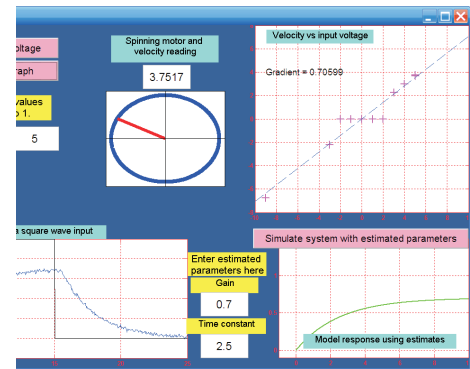 oltage
raph
values
o 1.
5
Spinning motor and
velocity reading
3.7517
Velocity vs input voltage
Gradient = 0.70599
a square wave input
Enter estimated
parameters here
Gain
0.7
Time constant
2.5
Simulate system with estimated parameters
Model response using estimates